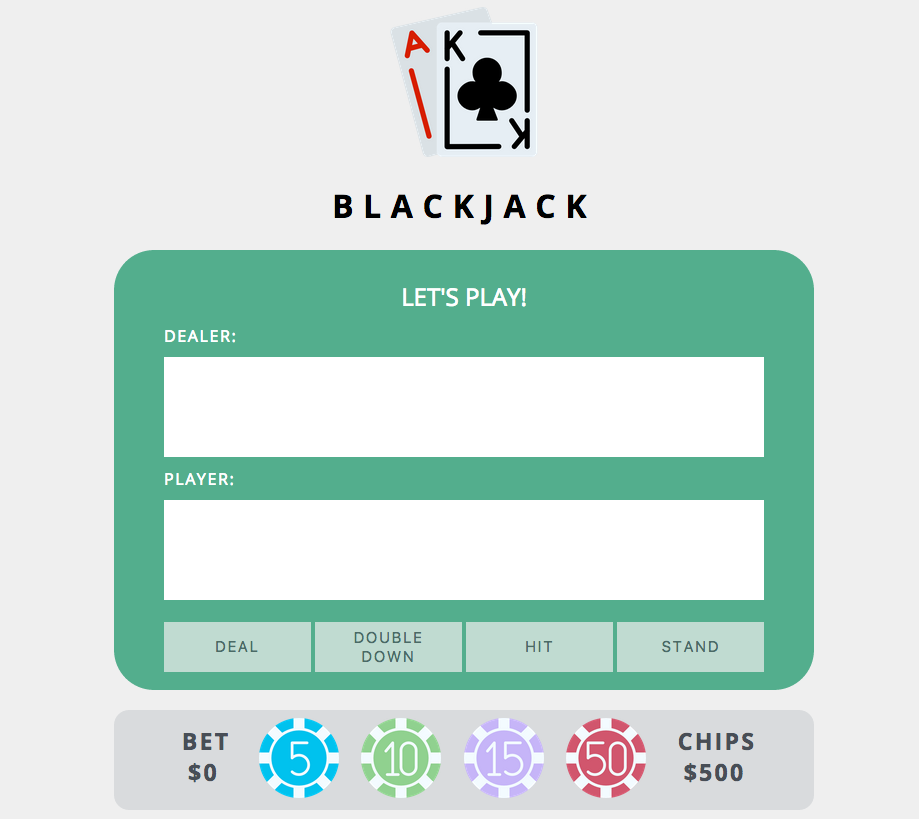 A K
K
BLACKJACK
LET'S PLAY!
DEALER:
PLAYER:
DEAL
DOUBLE
DOWN
HIT
STAND
BET
$0
5
10
15
50
CHIPS
$500